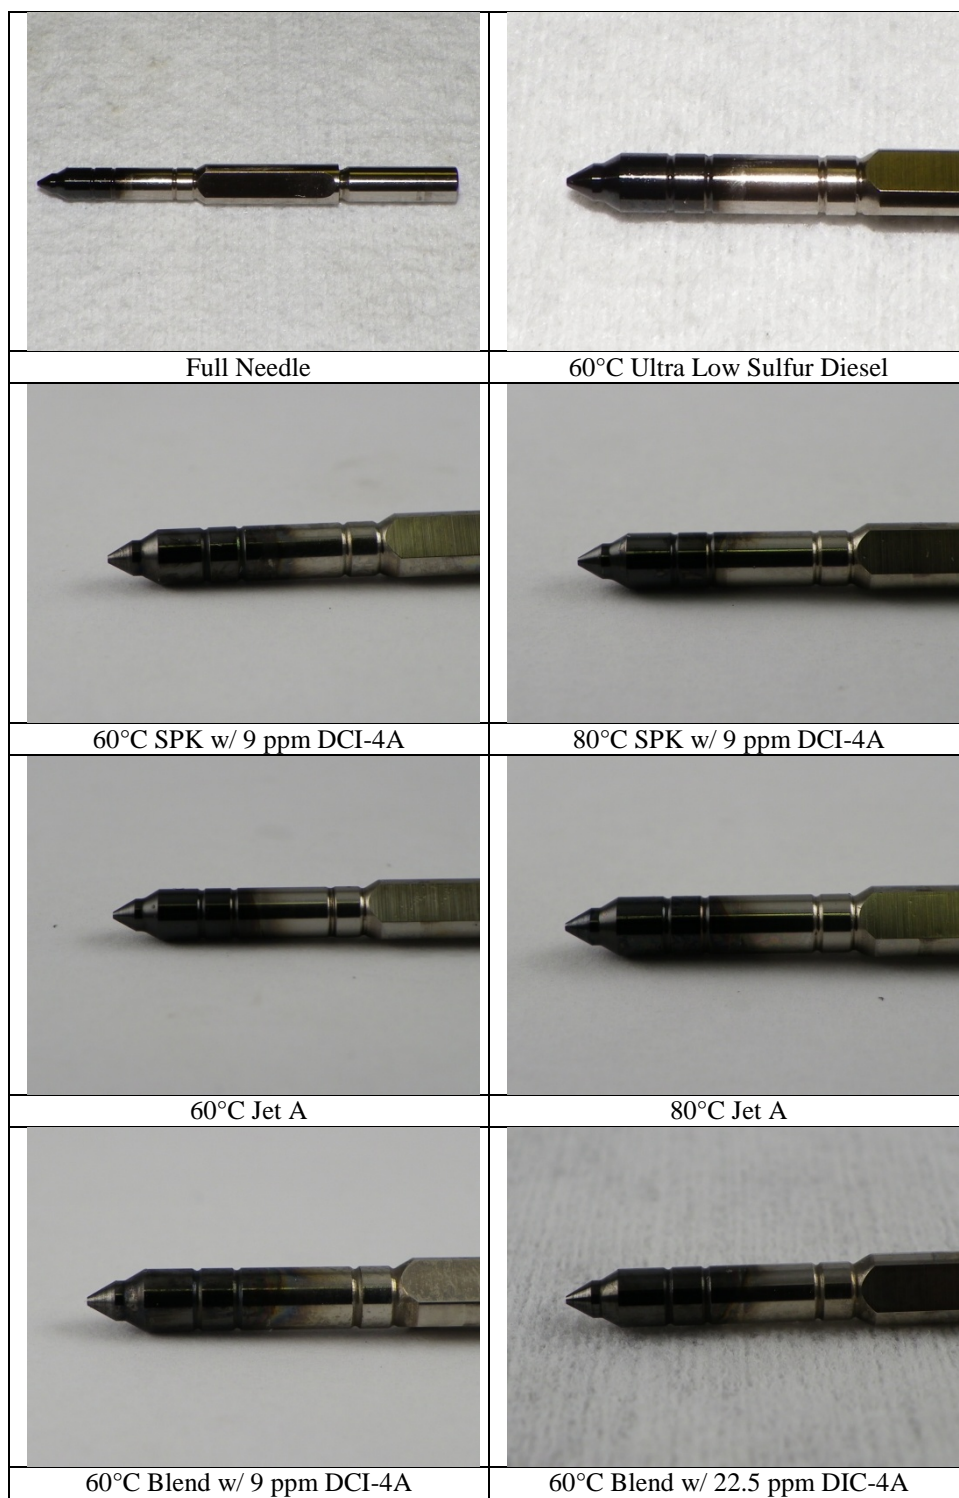 Full Needle
60°C Ultra Low Sulfur Diesel
60°C SPK w/ 9 ppm DCI-4A
80°C SPK w/ 9 ppm DCI-4A
60°C Jet A
80°C Jet A
60°C Blend w/ 9 ppm DCI-4A
60°C Blend w/ 22.5 ppm DIC-4A